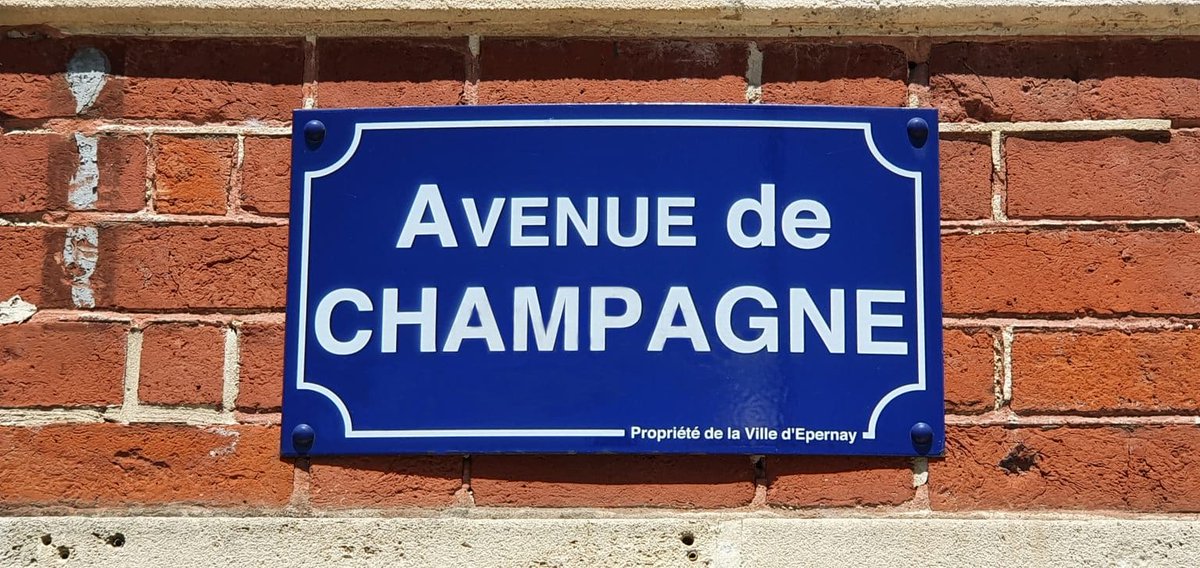 AVENUE de
CHAMPAGNE
Propriété de la Ville d'Epernay